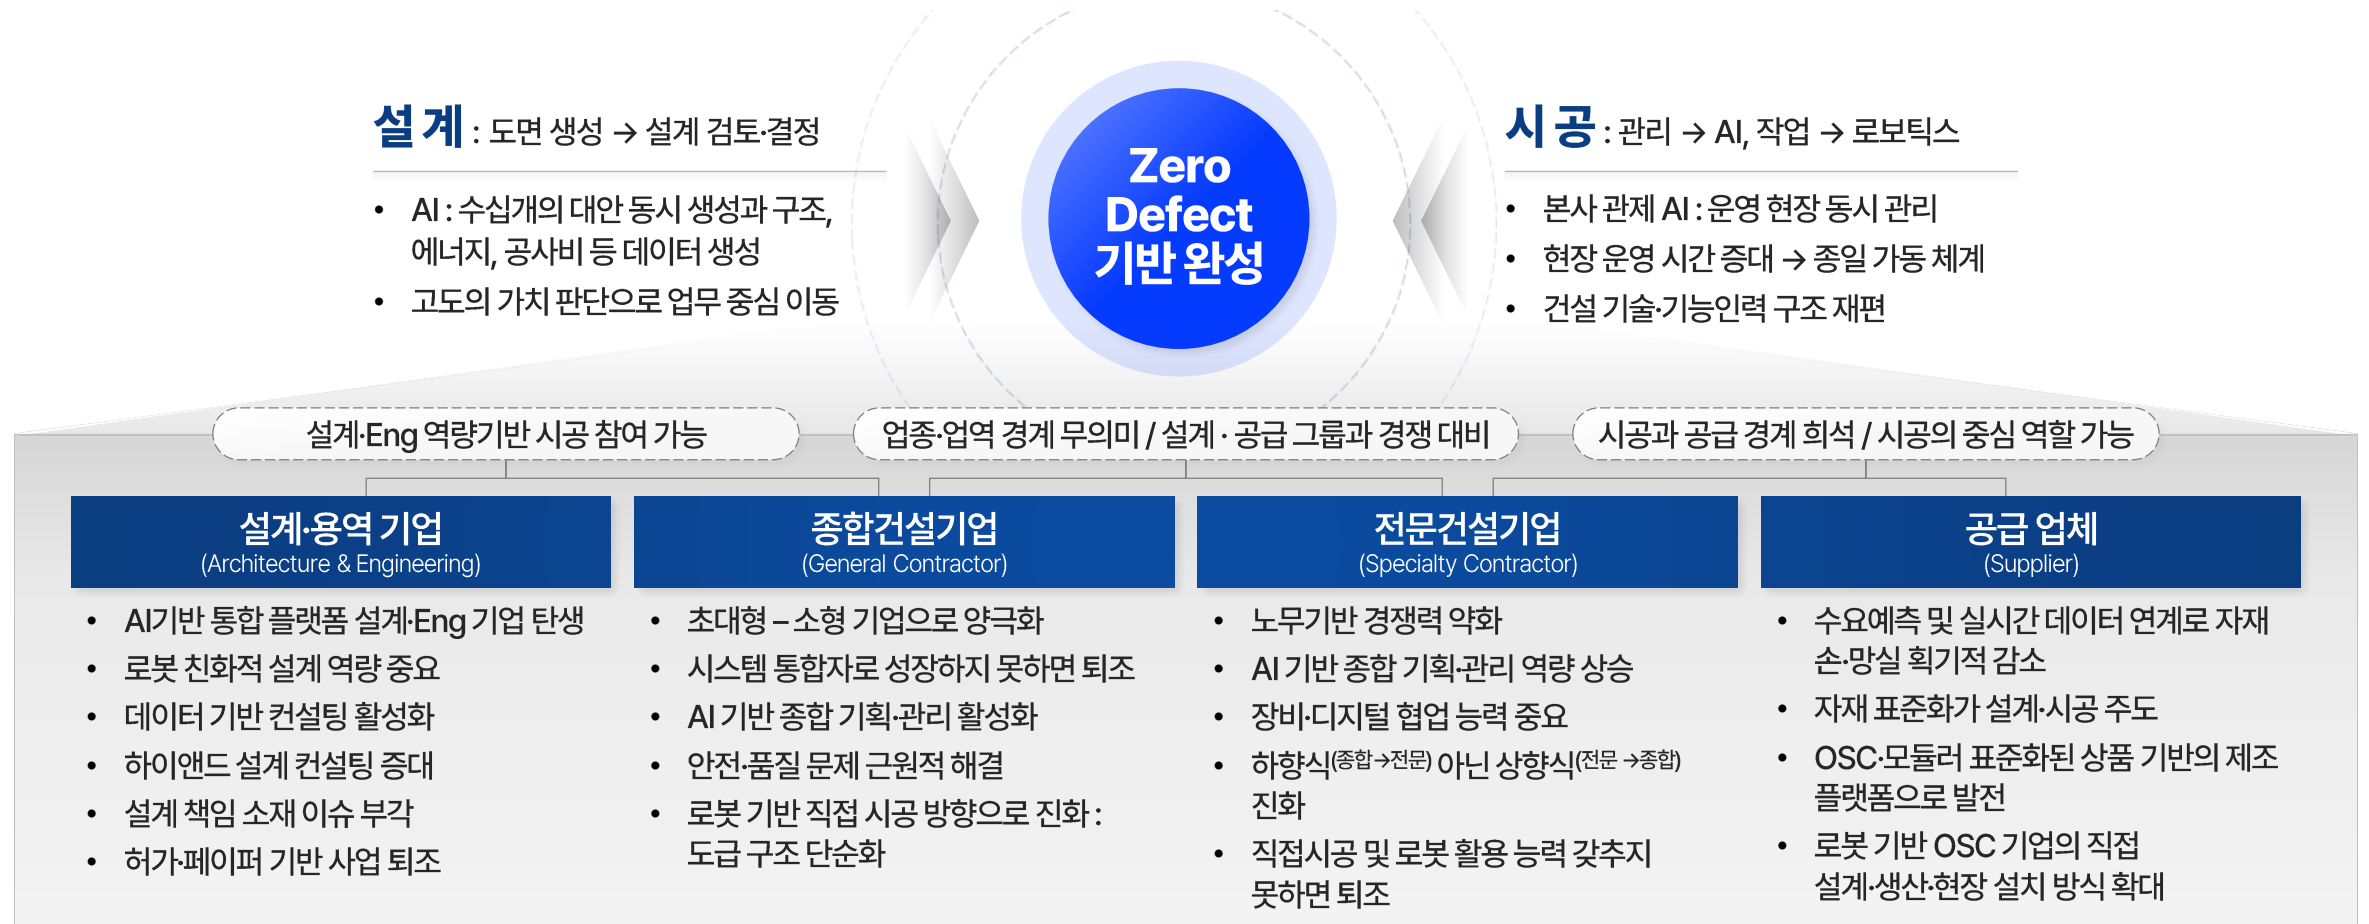 설계 : 도면 생성 → 설계 검토·결정
• AI : 수십개의 대안 동시 생성과 구조,
에너지, 공사비 등 데이터 생성
• 고도의 가치 판단으로 업무 중심 이동
Zero
Defect
기반 완성
시공 : 관리 → AI, 작업 → 로보틱스
• 본사 관제 AI : 운영 현장 동시 관리
• 현장 운영 시간 증대 → 종일 가동 체계
• 건설 기술·기능인력 구조 재편
설계·Eng 역량기반 시공 참여 가능
업종·업역 경계 무의미 / 설계 · 공급 그룹과 경쟁 대비
시공과 공급 경계 희석 / 시공의 중심 역할 가능
설계·용역 기업
(Architecture & Engineering)
• AI기반 통합 플랫폼 설계·Eng 기업 탄생
• 로봇 친화적 설계 역량 중요
• 데이터 기반 컨설팅 활성화
• 하이앤드 설계 컨설팅 증대
• 설계 책임 소재 이슈 부각
• 허가·페이퍼 기반 사업 퇴조
종합건설기업
(General Contractor)
• 초대형 – 소형 기업으로 양극화
• 시스템 통합자로 성장하지 못하면 퇴조
• AI 기반 종합 기획·관리 활성화
• 안전·품질 문제 근원적 해결
• 로봇 기반 직접 시공 방향으로 진화 :
도급 구조 단순화
전문건설기업
(Specialty Contractor)
• 노무기반 경쟁력 약화
• AI 기반 종합 기획·관리 역량 상승
• 장비·디지털 협업 능력 중요
• 하향식(종합→전문) 아닌 상향식(전문 →종합)
진화
• 직접시공 및 로봇 활용 능력 갖추지
못하면 퇴조
공급 업체
(Supplier)
• 수요예측 및 실시간 데이터 연계로 자재
손·망실 획기적 감소
• 자재 표준화가 설계·시공 주도
• OSC·모듈러 표준화된 상품 기반의 제조
플랫폼으로 발전
• 로봇 기반 OSC 기업의 직접
설계·생산·현장 설치 방식 확대